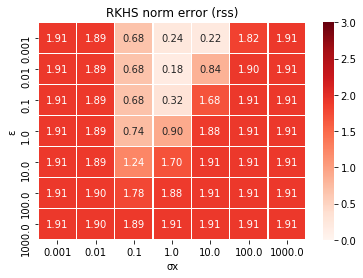 RKHS norm error (rss)
0.001 1.91 1.89 0.68 0.24 0.22 1.82 1.91
0.01 1.91 1.89 0.68 0.18 0.84 1.90 1.91
0.1 1.91 1.89 0.68 0.32 1.68 1.91 1.91
1.0 1.91 1.89 0.74 0.90 1.88 1.91 1.91
10.0 1.91 1.89 1.24 1.70 1.91 1.91 1.91
100.0 1.91 1.90 1.78 1.88 1.91 1.91 1.91
1000.0 1.91 1.90 1.89 1.91 1.91 1.91 1.91
0.001 0.01 0.1 1.0 10.0 100.0 1000.0
σx
ε
3.0
2.5
2.0
1.5
1.0
0.5
0.0